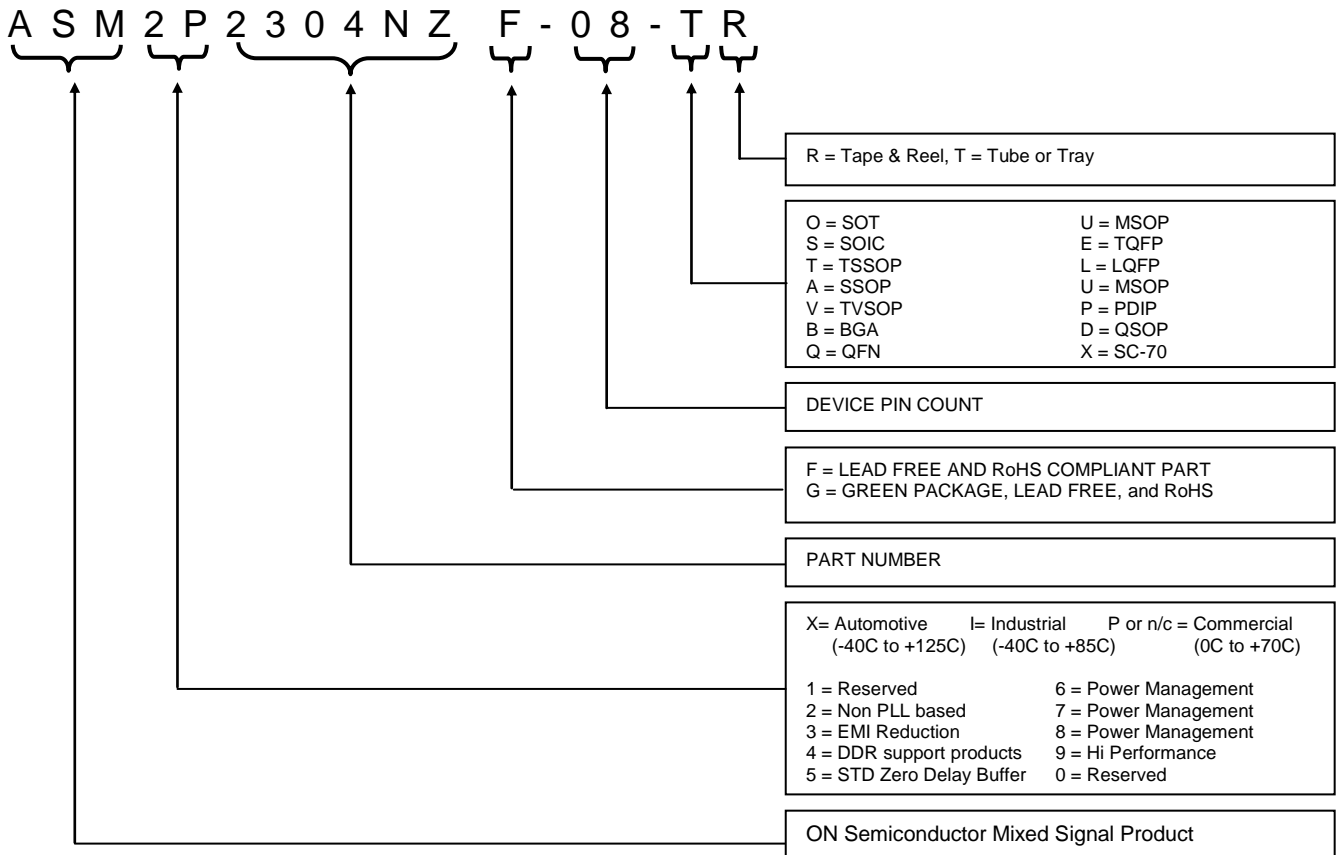 A S M 2 P 2 3 0 4 N Z F - 0 8 - T R
R = Tape & Reel, T = Tube or Tray
O = SOT U = MSOP
S = SOIC E = TQFP
T = TSSOP L = LQFP
A = SSOP U = MSOP
V = TVSOP P = PDIP
B = BGA D = QSOP
Q = QFN X = SC-70
DEVICE PIN COUNT
F = LEAD FREE AND RoHS COMPLIANT PART
G = GREEN PACKAGE, LEAD FREE, and RoHS
PART NUMBER
X= Automotive I= Industrial P or n/c = Commercial
(-40C to +125C) (-40C to +85C) (0C to +70C)
1 = Reserved 6 = Power Management
2 = Non PLL based 7 = Power Management
3 = EMI Reduction 8 = Power Management
4 = DDR support products 9 = Hi Performance
5 = STD Zero Delay Buffer 0 = Reserved
ON Semiconductor Mixed Signal Product